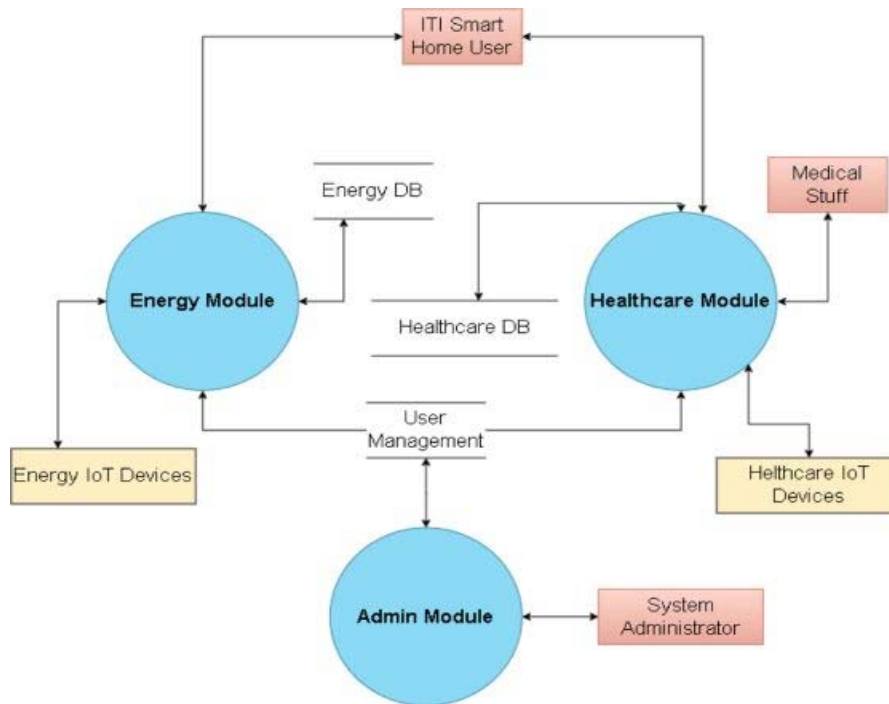 ITI Smart
Home User
Medical
Stuff
Energy DB
Energy Module
Healthcare Module
Healthcare DB
User
Management
Energy IoT Devices
Helthcare IoT
Devices
Admin Module
System
Administrator